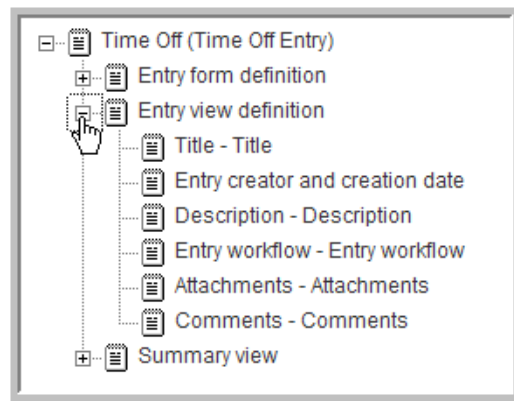 Time Off (Time Off Entry)
Entry form definition
Entry view definition
Title - Title
Entry creator and creation date
Description - Description
Entry workflow - Entry workflow
Attachments - Attachments
Comments - Comments
Summary view